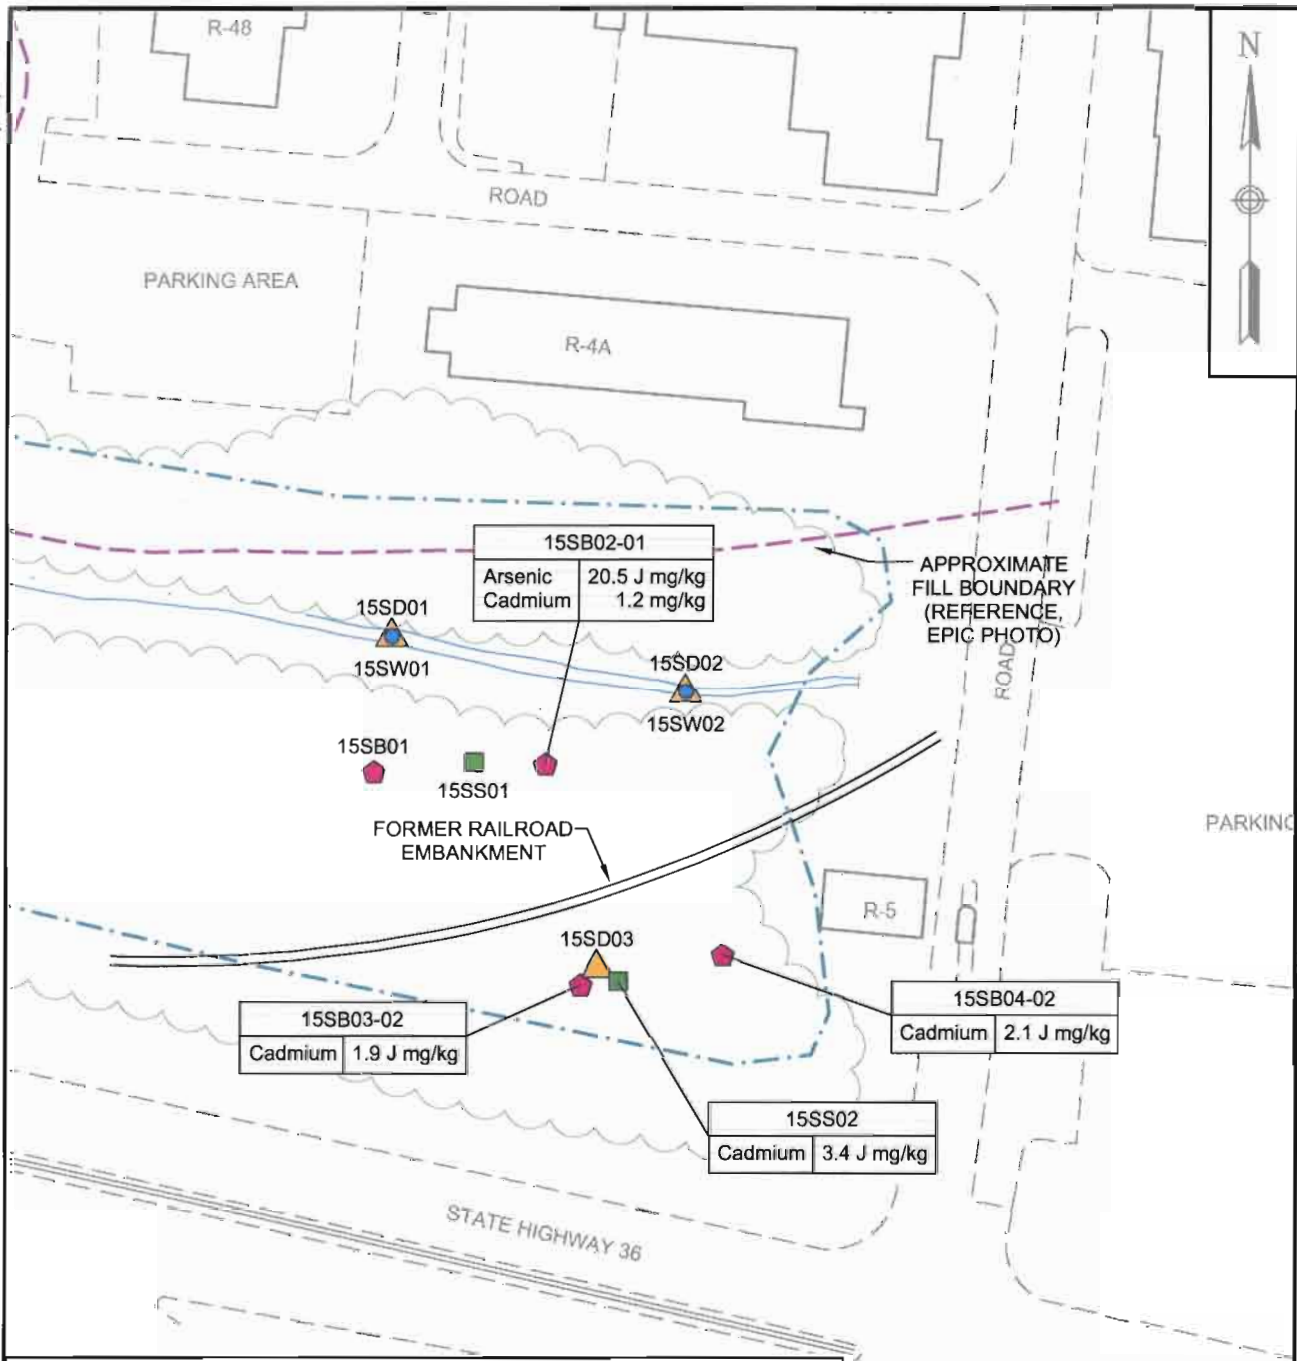 R-48
N
ROAD
PARKING AREA
R-4A
15SB02-01
Arsenic 20.5 J mg/kg
Cadmium 1.2 mg/kg
APPROXIMATE
FILL BOUNDARY
(REFERENCE,
EPIC PHOTO)
15SD01
15SW01
15SD02
15SW02
ROAD
15SB01
15SS01
FORMER RAILROAD
EMBANKMENT
PARKING
R-5
15SD03
15SB03-02
Cadmium 1.9 J mg/kg
15SB04-02
Cadmium 2.1 J mg/kg
15SS02
Cadmium 3.4 J mg/kg
STATE HIGHWAY 36